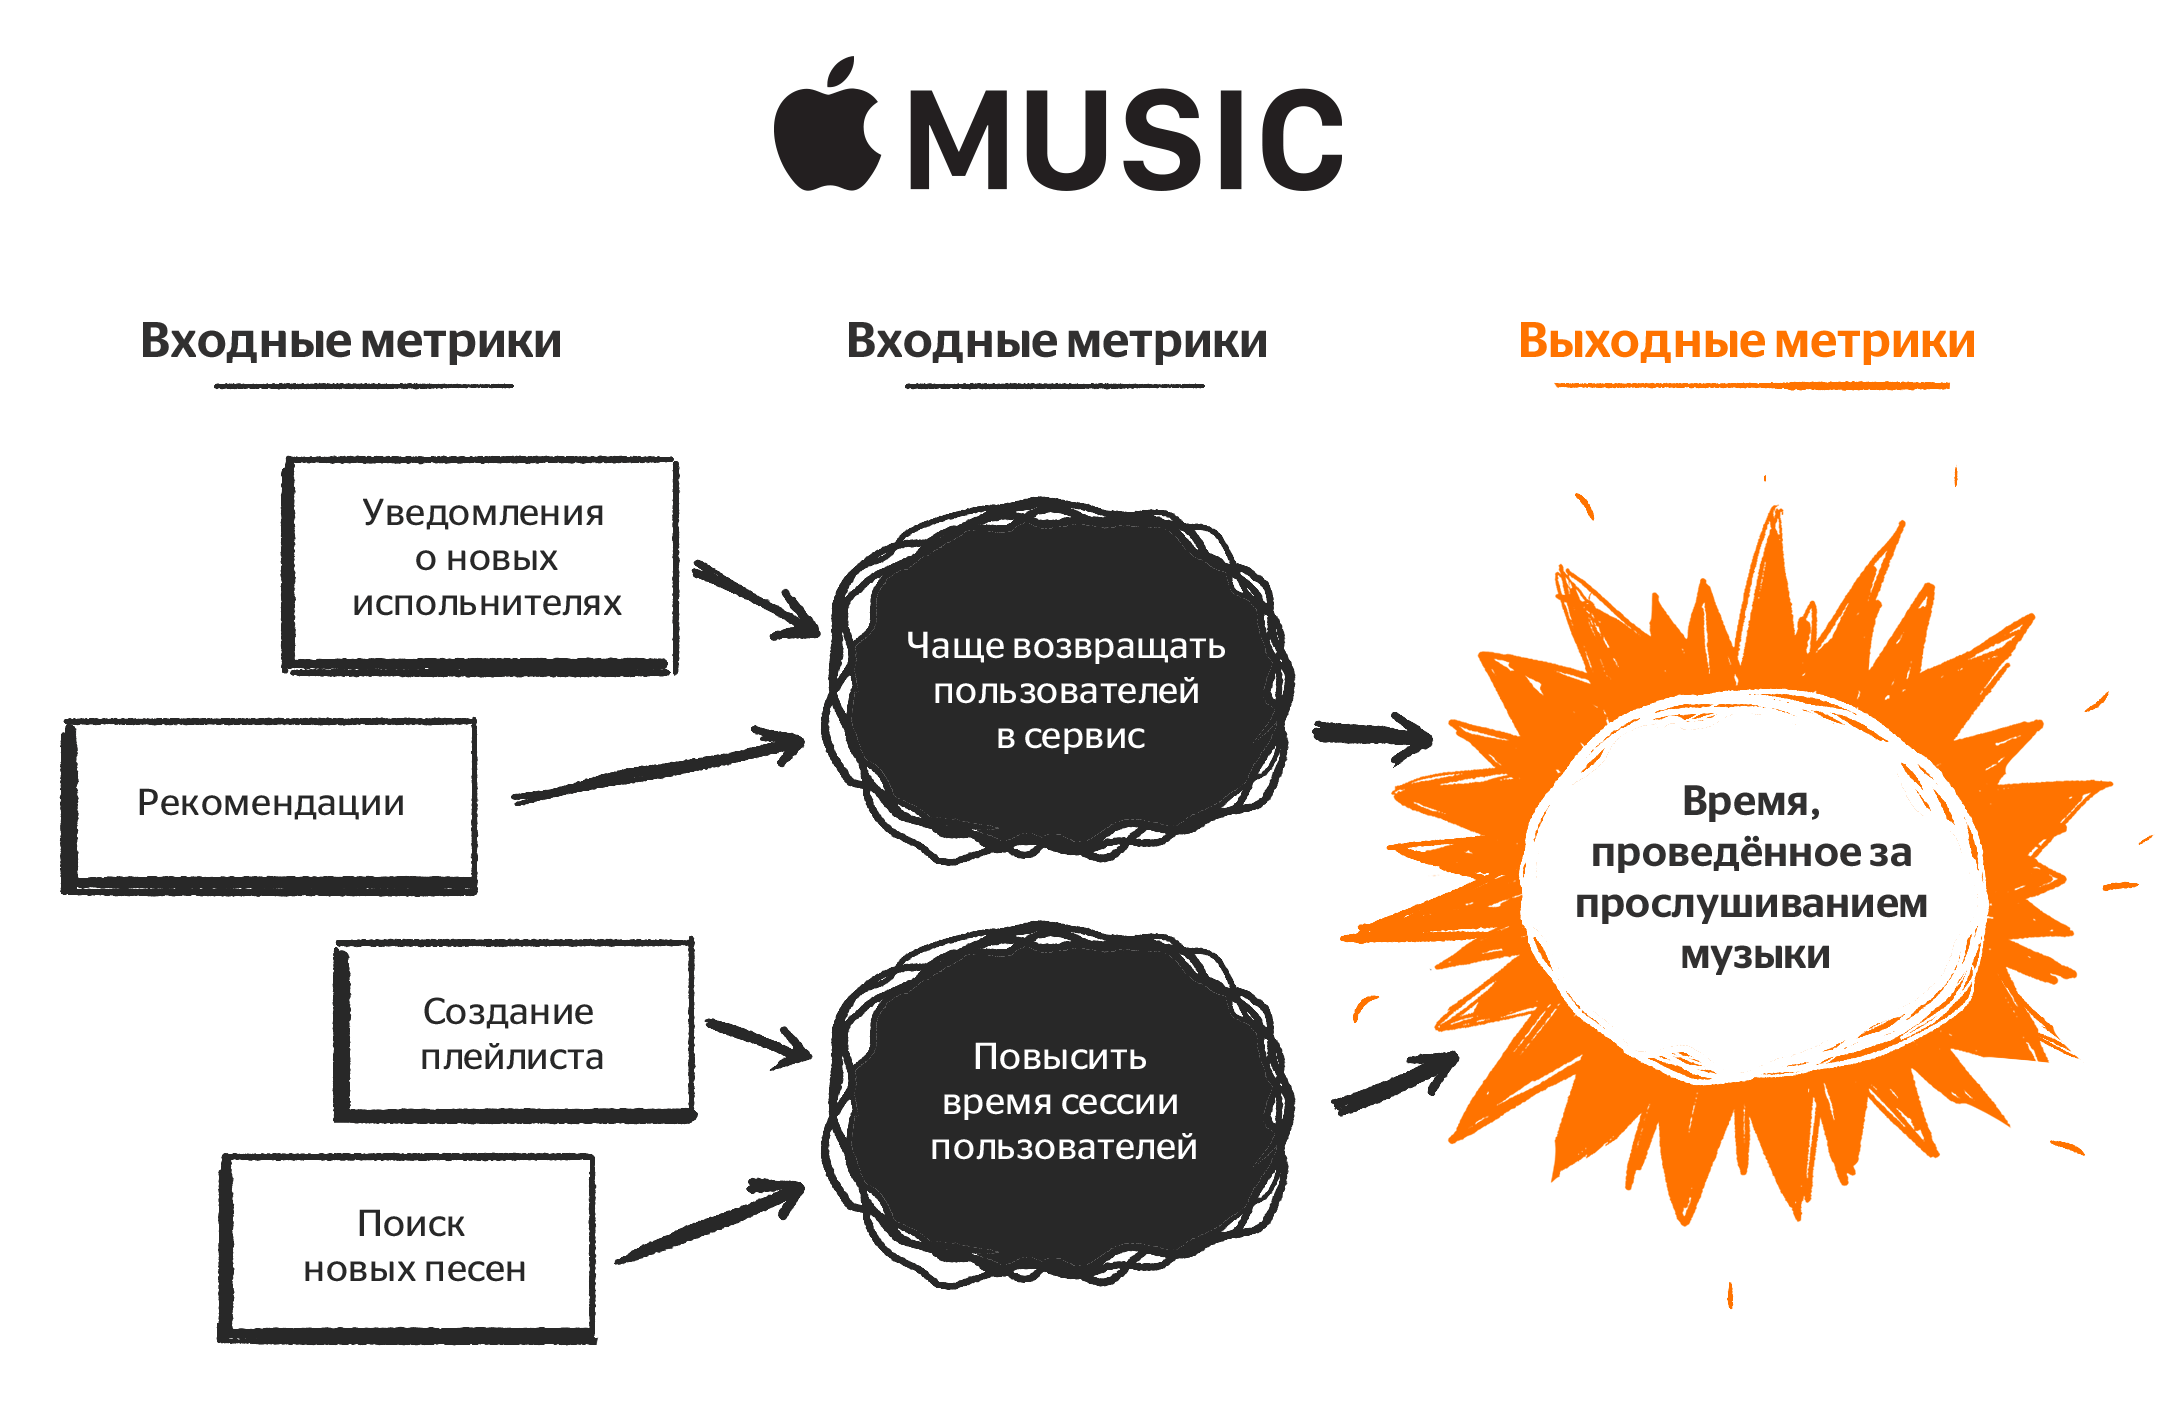 MUSIC
Входные метрики
Входные метрики
Выходные метрики
Уведомления
о новых
испольнителях
Рекомендации
Создание
плейлиста
Поиск
новых песен
Чаще возвращать
пользователей
в сервис
Повысить
время сессии
пользователей
Время,
проведённое за
прослушиванием
музыки